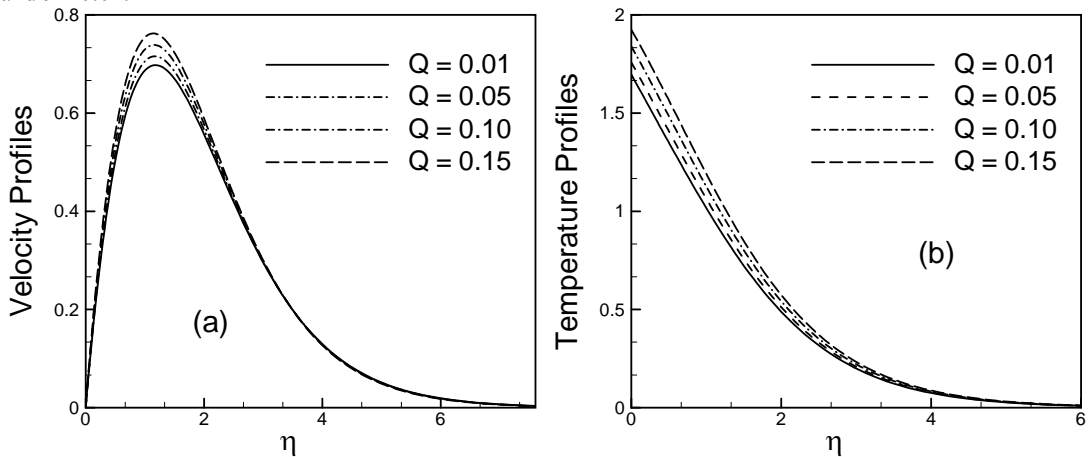 0.8
0.6
0.4
0.2
0
0
2
4
6
Velocity Profiles
η
Q = 0.01
Q = 0.05
Q = 0.10
Q = 0.15
(a)
2
1.5
1
0.5
0
0
2
4
6
Temperature Profiles
η
Q = 0.01
Q = 0.05
Q = 0.10
Q = 0.15
(b)